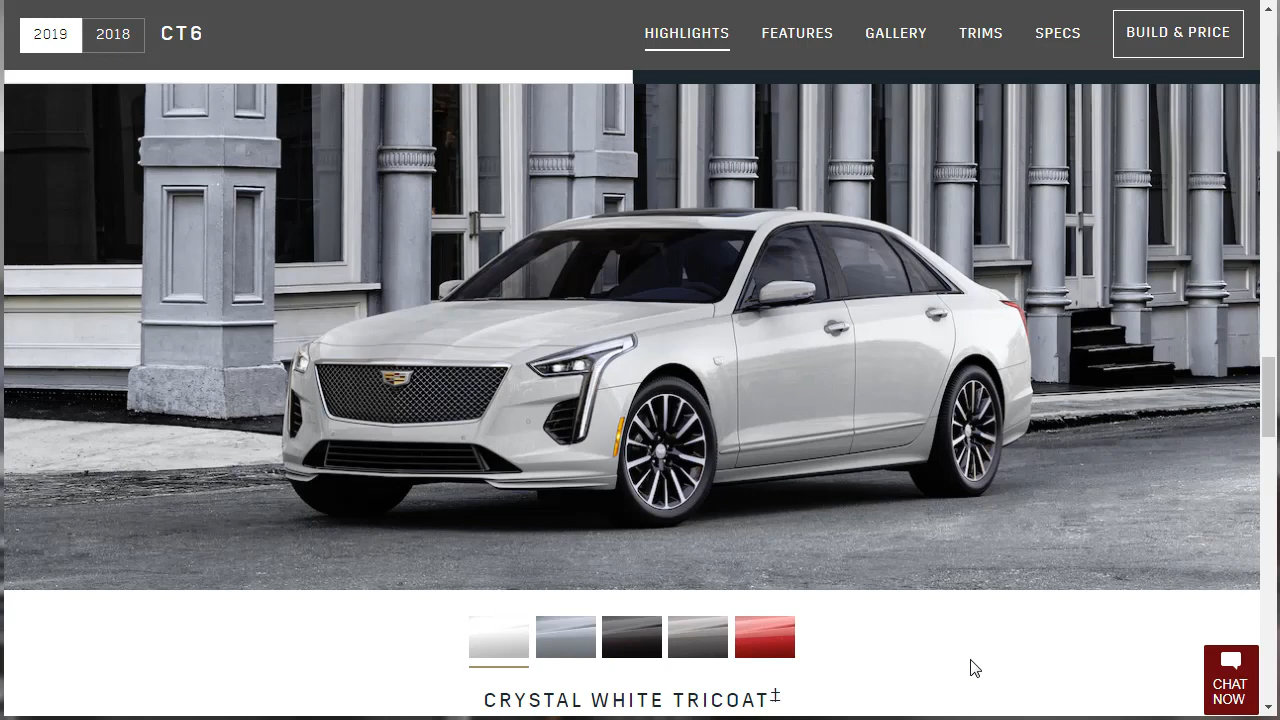 2019 2018 CT6 HIGHLIGHTS FEATURES GALLERY TRIMS SPECS BUILD & PRICE
CRYSTAL WHITE TRICOAT‡
CHAT
NOW